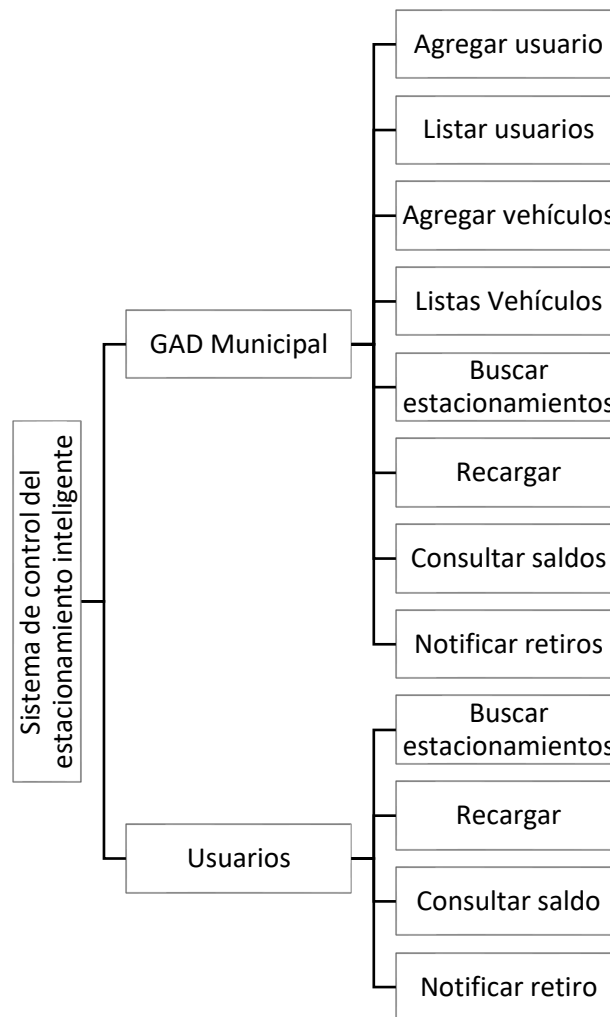 Sistema de control del
estacionamiento inteligente
GAD Municipal
Agregar usuario
Listar usuarios
Agregar vehículos
Listas Vehículos
Buscar
estacionamientos
Recargar
Consultar saldos
Notificar retiros
Usuarios
Buscar
estacionamientos
Recargar
Consultar saldo
Notificar retiro